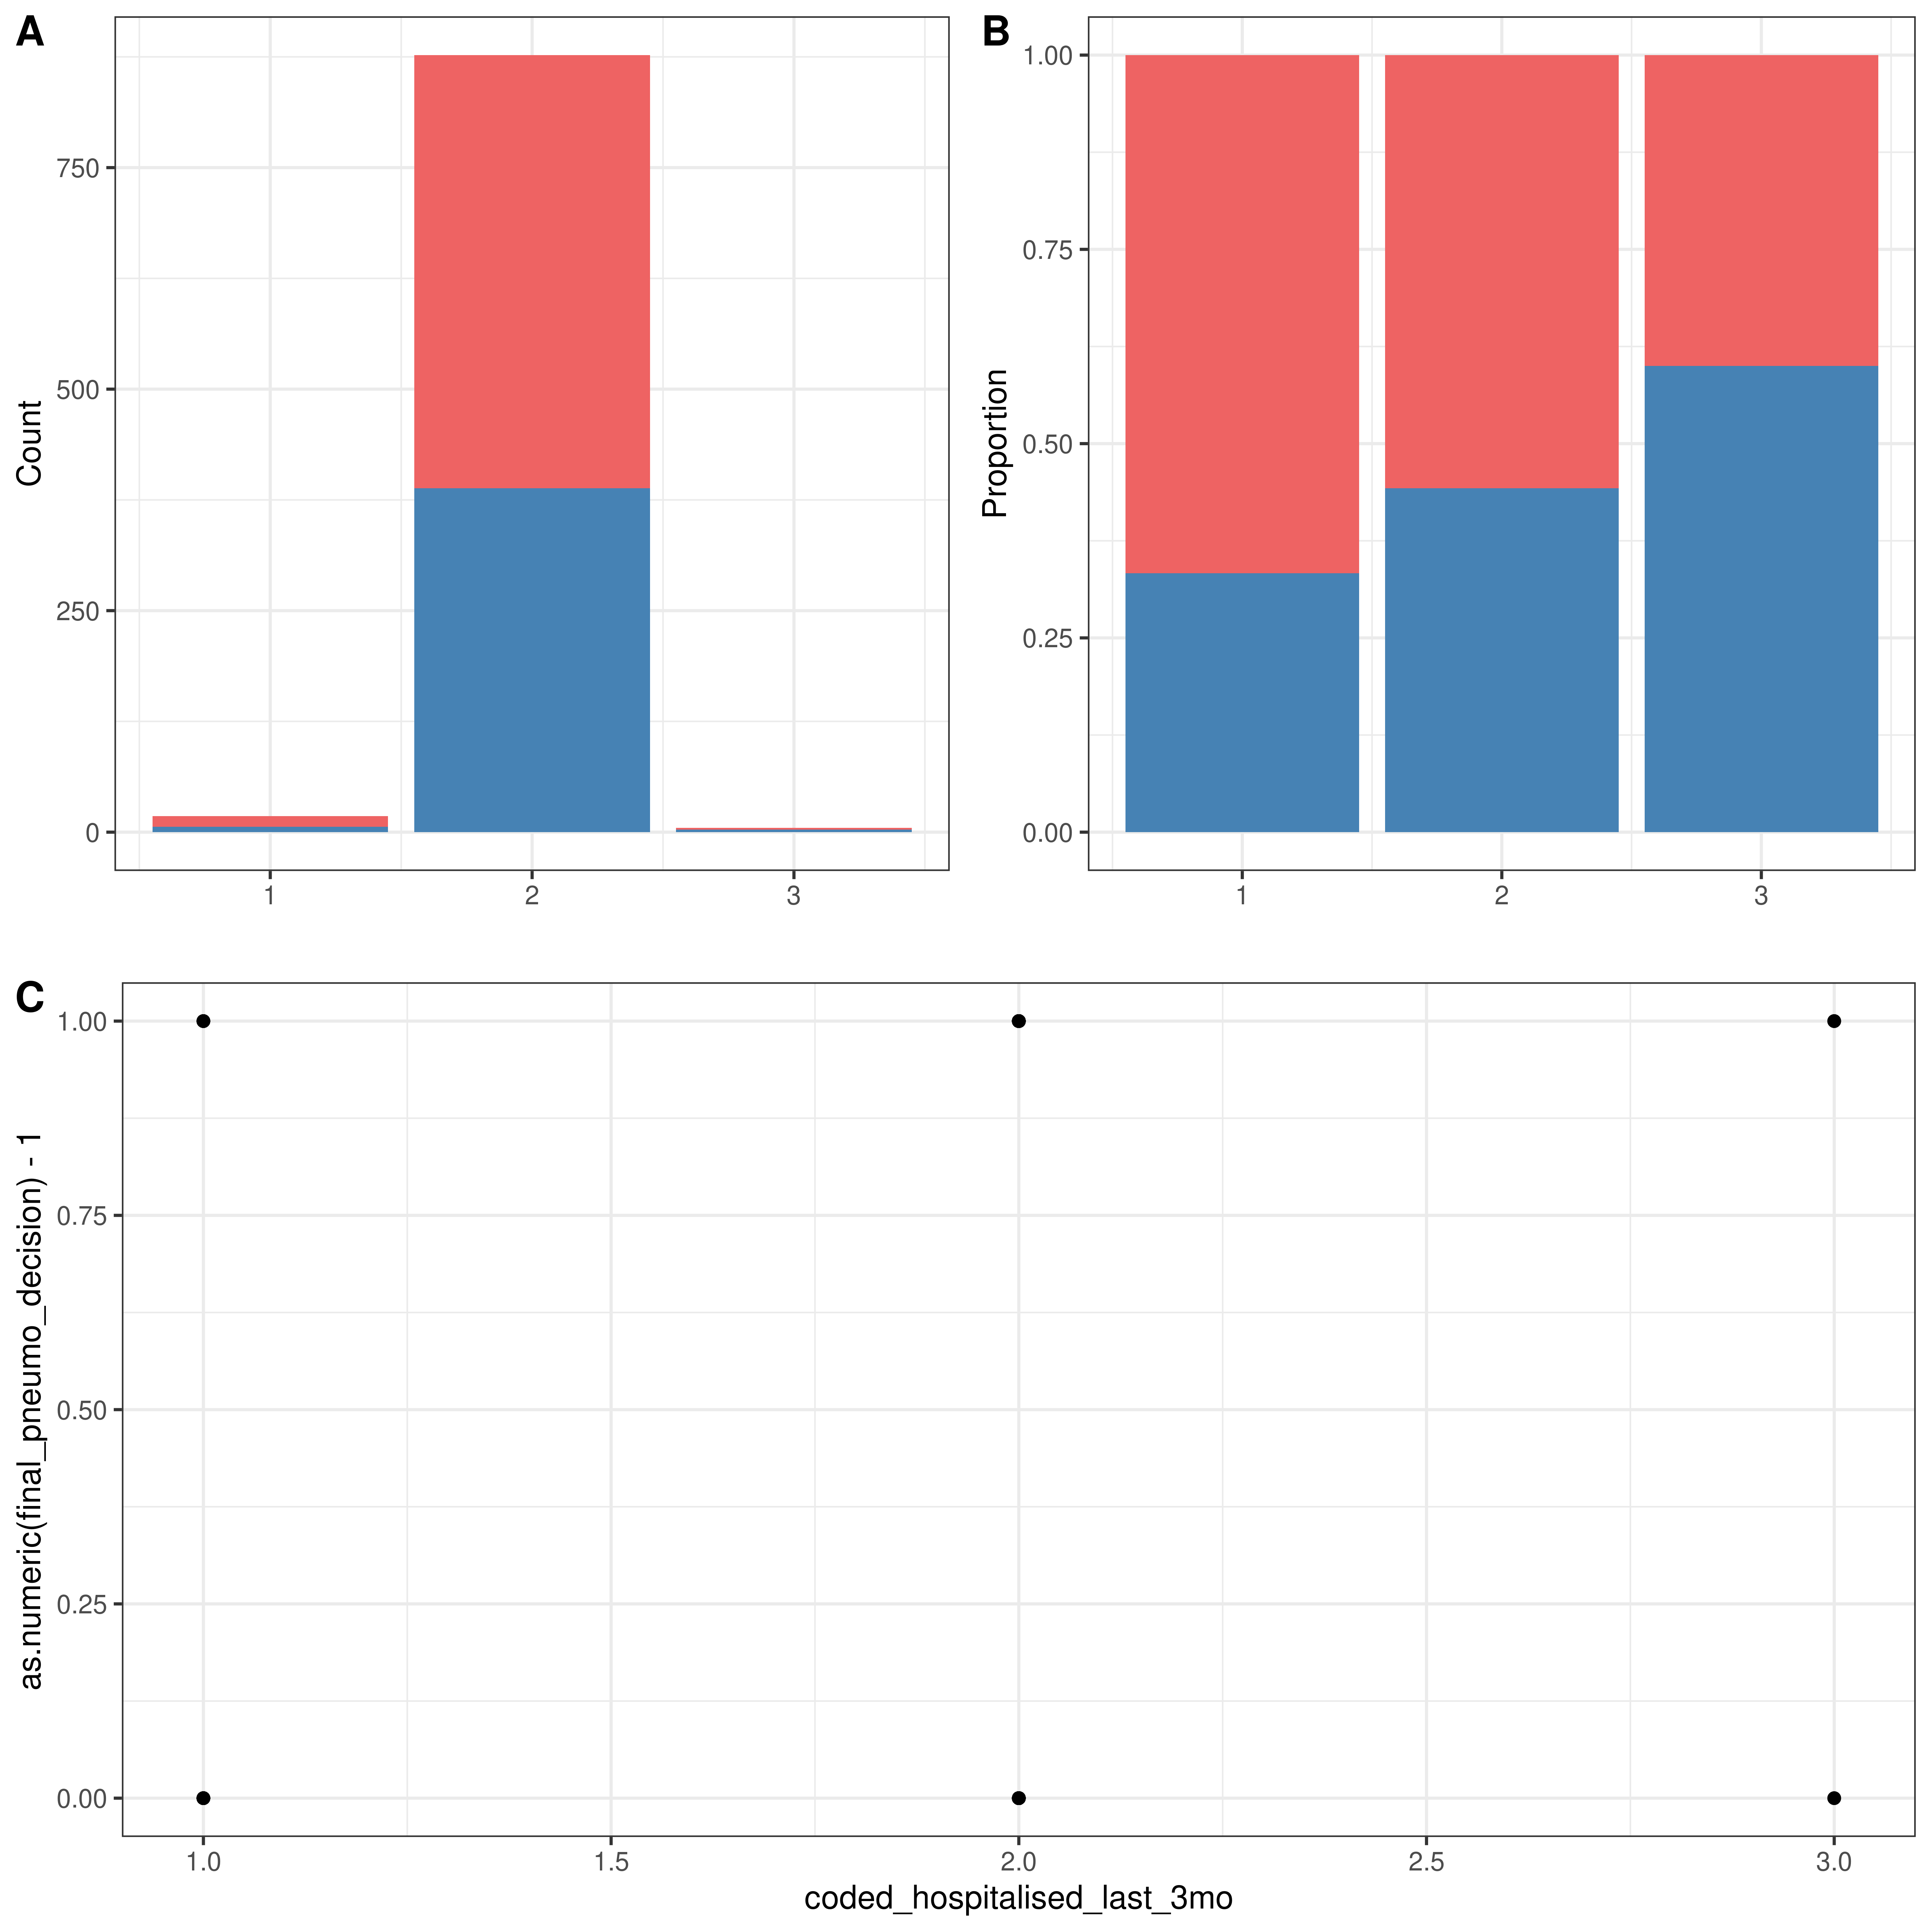 A
Count
750
500
250
0
1 2 3
B
Proportion
1.00
0.75
0.50
0.25
0.00
1 2 3
C
as.numeric(final_pneumo_decision) - 1
1.00
0.75
0.50
0.25
0.00
1.0 1.5 2.0 2.5 3.0
coded_hospitalised_last_3mo